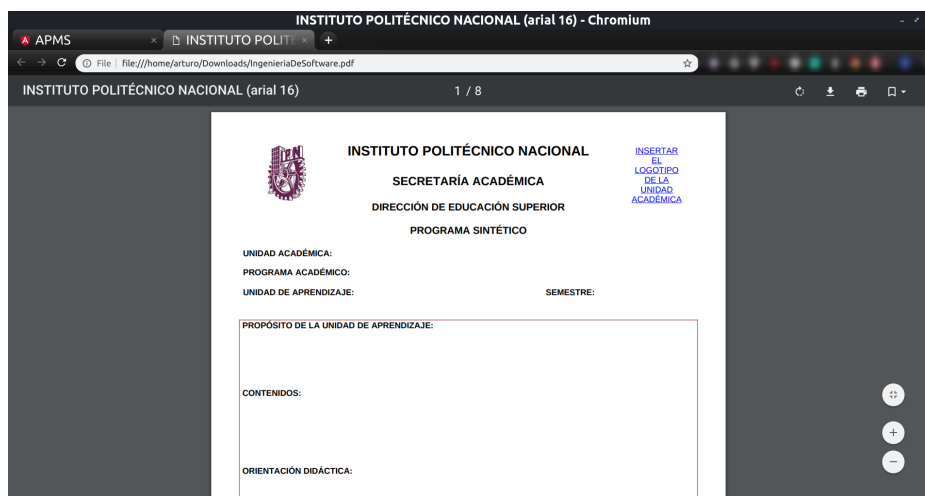 INSTITUTO POLITÉCNICO NACIONAL (arial 16) - Chromium
APMS
INSTITUTO POLITÉ
File
file:///home/arturo/Downloads/IngenieriaDeSoftware.pdf
INSTITUTO POLITÉCNICO NACIONAL (arial 16)
1 / 8
IPN
INSTITUTO POLITÉCNICO NACIONAL
SECRETARÍA ACADÉMICA
DIRECCIÓN DE EDUCACIÓN SUPERIOR
PROGRAMA SINTÉTICO
INSERTAR
EL
LOGOTIPO
DE LA
UNIDAD
ACADÉMICA
UNIDAD ACADÉMICA:
PROGRAMA ACADÉMICO:
UNIDAD DE APRENDIZAJE:
SEMESTRE:
PROPÓSITO DE LA UNIDAD DE APRENDIZAJE:
CONTENIDOS:
ORIENTACIÓN DIDÁCTICA: